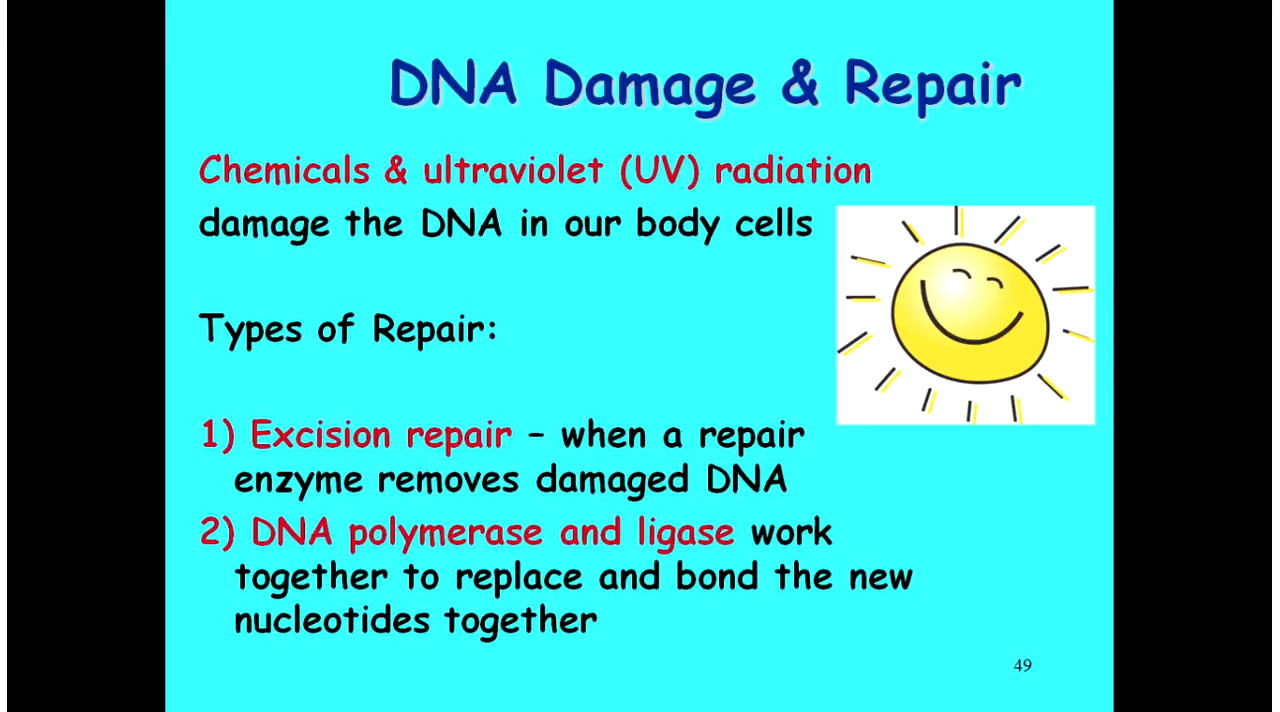 DNA Damage & Repair
Chemicals & ultraviolet (UV) radiation
damage the DNA in our body cells
Types of Repair:
1) Excision repair – when a repair
enzyme removes damaged DNA
2) DNA polymerase and ligase work
together to replace and bond the new
nucleotides together
49